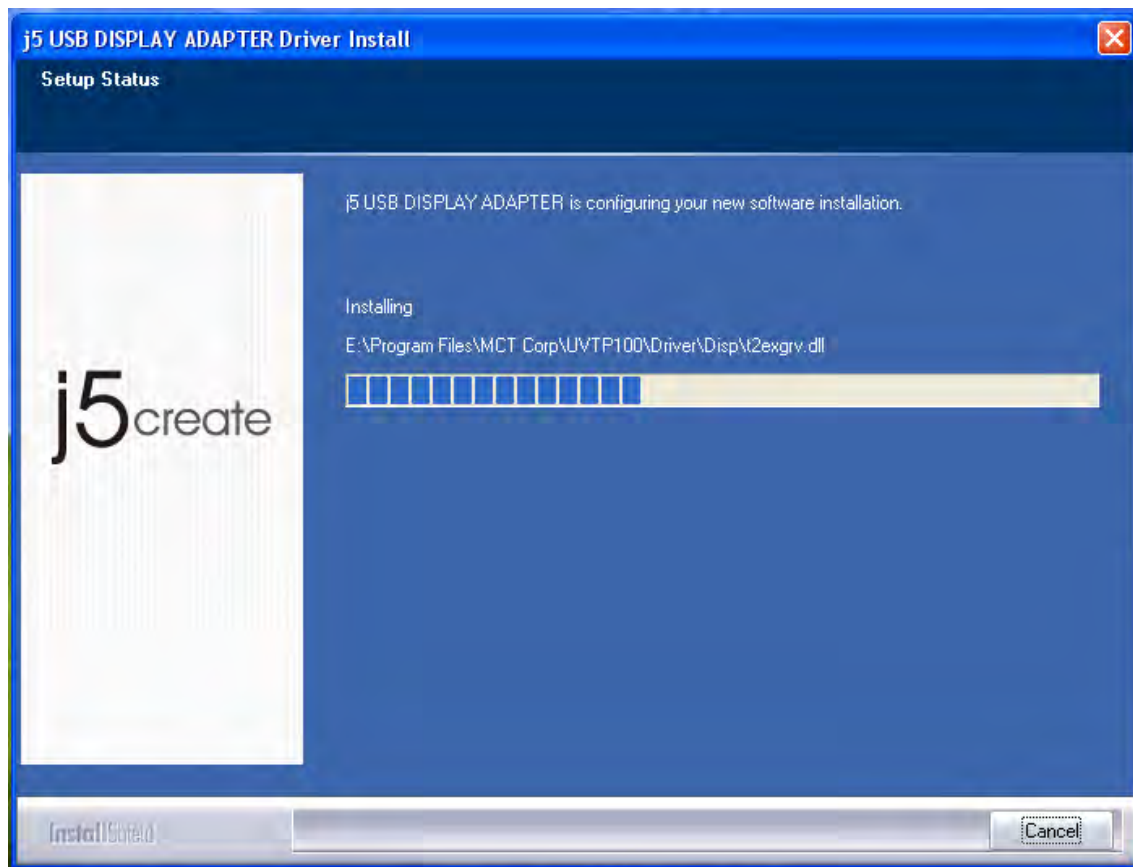 j5 USB DISPLAY ADAPTER Driver Install
Setup Status
j5 USB DISPLAY ADAPTER is configuring your new software installation.
Installing
E:\Program Files\MCT Corp\UVTP100\Driver\Disp\t2exgrv.dll
j5create
InstallShield
Cancel